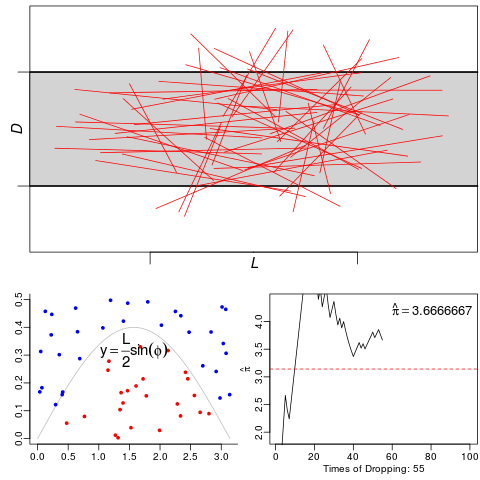 D
L
0.0 0.1 0.2 0.3 0.4 0.5
y = L/2 sin(ϕ)
0.0 0.5 1.0 1.5 2.0 2.5 3.0
π̂
2.0 2.5 3.0 3.5 4.0
π̂ = 3.6666667
0 20 40 60 80 100
Times of Dropping: 55